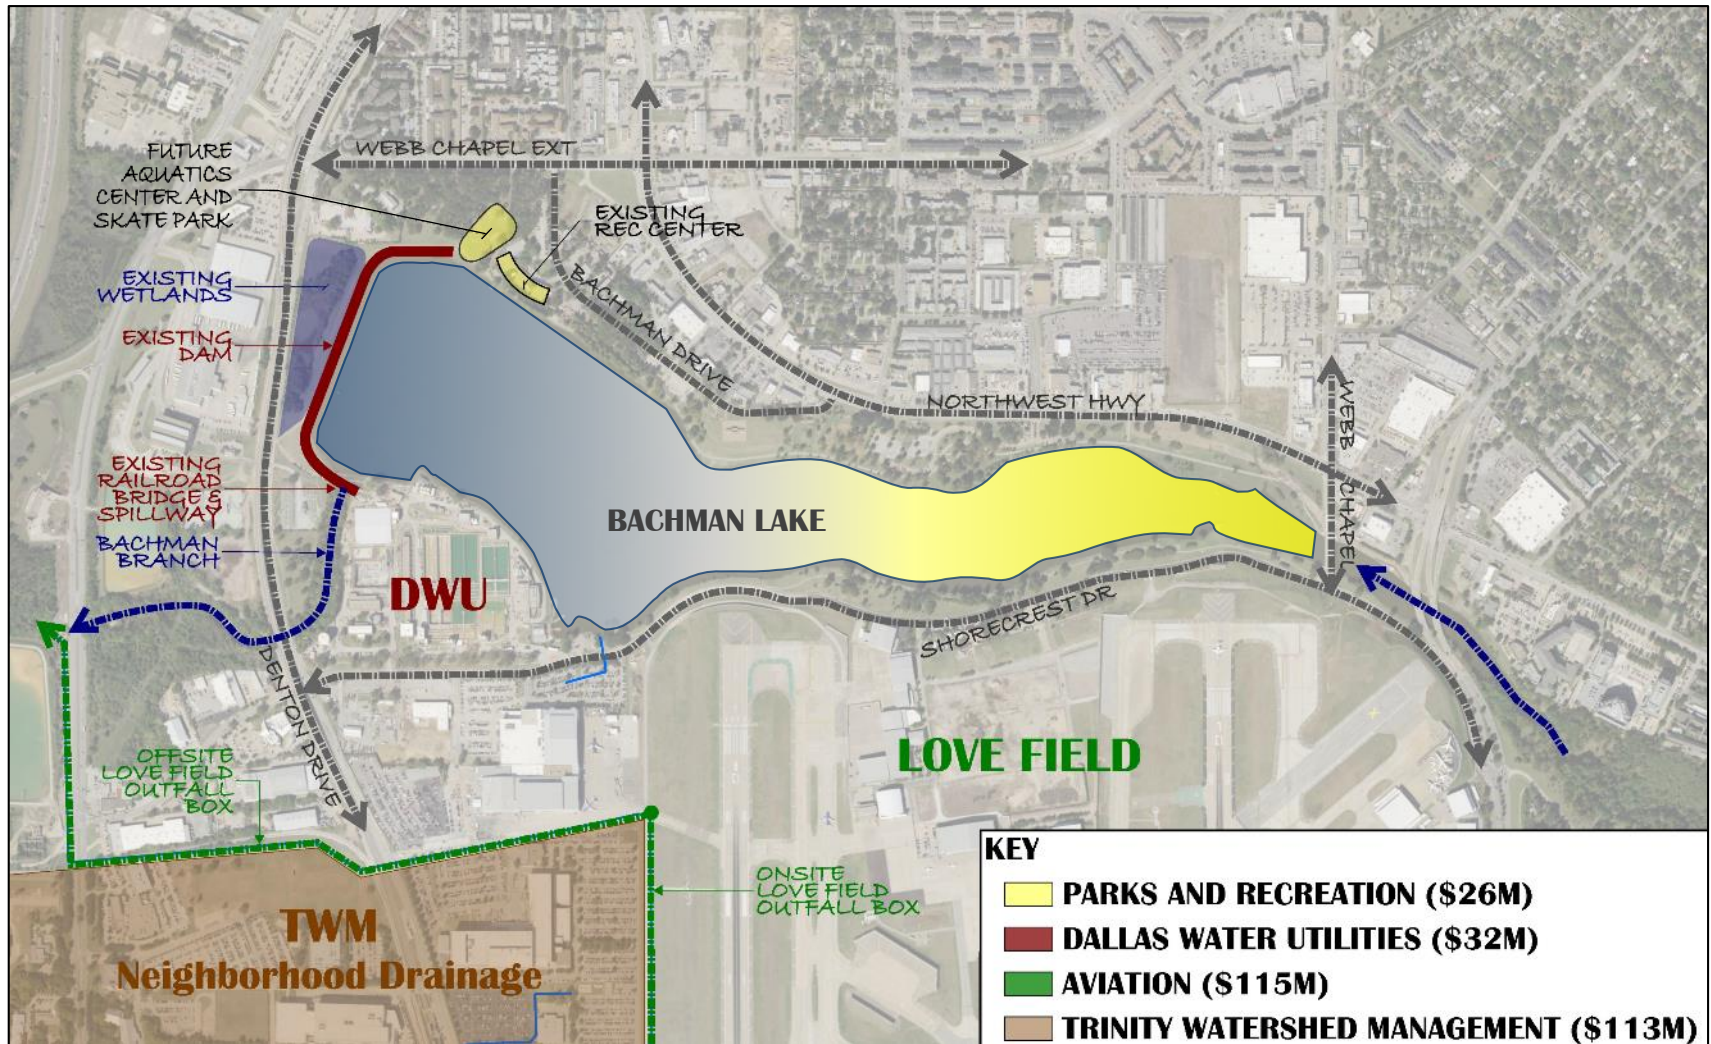 WEBB CHAPEL EXT
FUTURE
AQUATICS
CENTER AND
SKATE PARK
EXISTING
REC CENTER
EXISTING
WETLANDS
BACHMAN DRIVE
EXISTING
DAM
NORTHWEST HWY
WEBB CHAPEL
EXISTING
RAILROAD
BRIDGE &
SPILLWAY
BACHMAN LAKE
BACHMAN
BRANCH
DWU
SHORECREST DR
DENTON DRIVE
LOVE FIELD
OFFSITE
LOVE FIELD
OUTFALL
BOX
ONSITE
LOVE FIELD
OUTFALL BOX
TWM
Neighborhood Drainage
KEY
PARKS AND RECREATION ($26M)
DALLAS WATER UTILITIES ($32M)
AVIATION ($115M)
TRINITY WATERSHED MANAGEMENT ($113M)